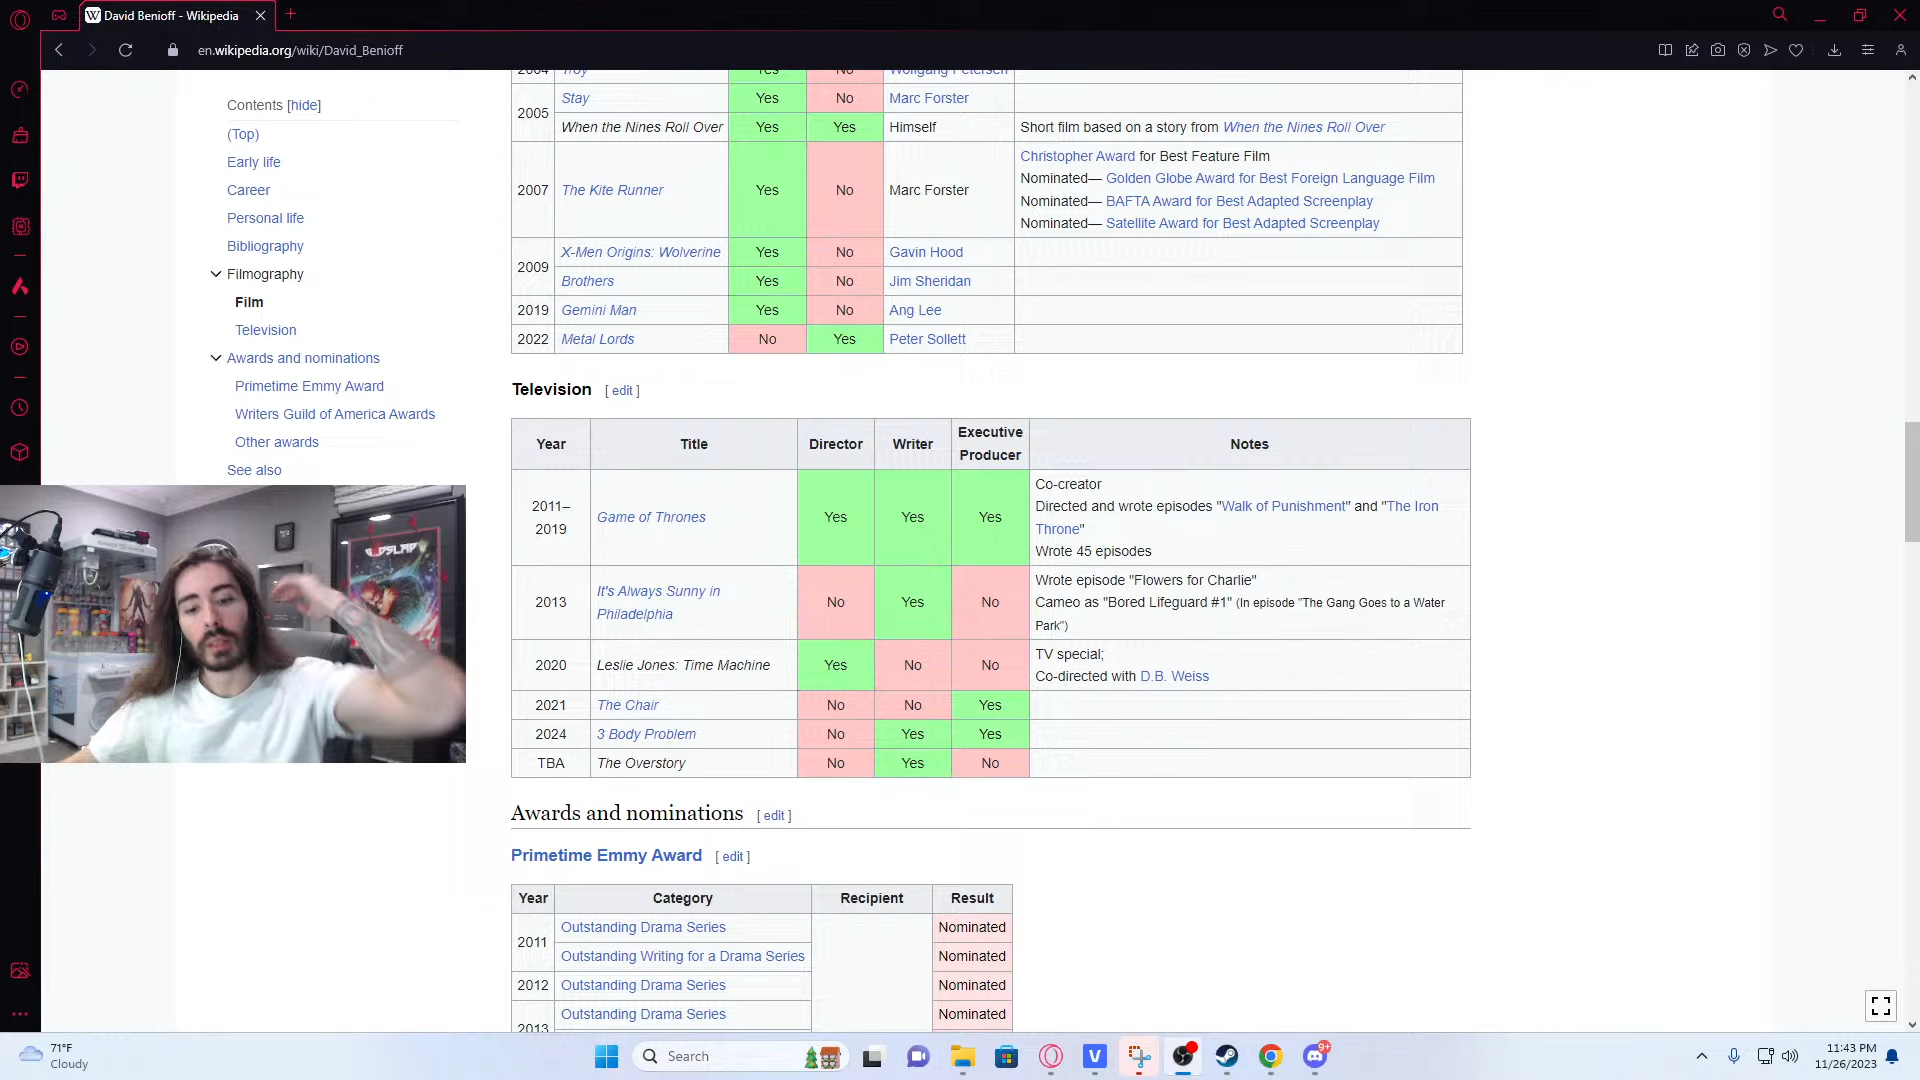 David Benioff - Wikipedia
en.wikipedia.org/wiki/David_Benioff
Contents [hide]
(Top)
Early life
Career
Personal life
Bibliography
Filmography
Film
Television
Awards and nominations
Primetime Emmy Award
Writers Guild of America Awards
Other awards
See also
2004 Troy Yes No Wolfgang Petersen
2005 Stay Yes No Marc Forster
When the Nines Roll Over Yes Yes Himself Short film based on a story from When the Nines Roll Over
2007 The Kite Runner Yes No Marc Forster Christopher Award for Best Feature Film
Nominated— Golden Globe Award for Best Foreign Language Film
Nominated— BAFTA Award for Best Adapted Screenplay
Nominated— Satellite Award for Best Adapted Screenplay
2009 X-Men Origins: Wolverine Yes No Gavin Hood
Brothers Yes No Jim Sheridan
2019 Gemini Man Yes No Ang Lee
2022 Metal Lords No Yes Peter Sollett
Television [ edit ]
Year Title Director Writer Executive Producer Notes
2011–2019 Game of Thrones Yes Yes Yes Co-creator
Directed and wrote episodes "Walk of Punishment" and "The Iron
Throne"
Wrote 45 episodes
2013 It's Always Sunny in Philadelphia No Yes No Wrote episode "Flowers for Charlie"
Cameo as "Bored Lifeguard #1" (In episode "The Gang Goes to a Water
Park")
2020 Leslie Jones: Time Machine Yes No No TV special;
Co-directed with D.B. Weiss
2021 The Chair No No Yes
2024 3 Body Problem No Yes Yes
TBA The Overstory No Yes No
Awards and nominations [ edit ]
Primetime Emmy Award [ edit ]
Year Category Recipient Result
2011 Outstanding Drama Series Nominated
Outstanding Writing for a Drama Series Nominated
2012 Outstanding Drama Series Nominated
2013 Outstanding Drama Series Nominated
GODSLAP
71°F
Cloudy
Search
9+
11:43 PM
11/26/2023